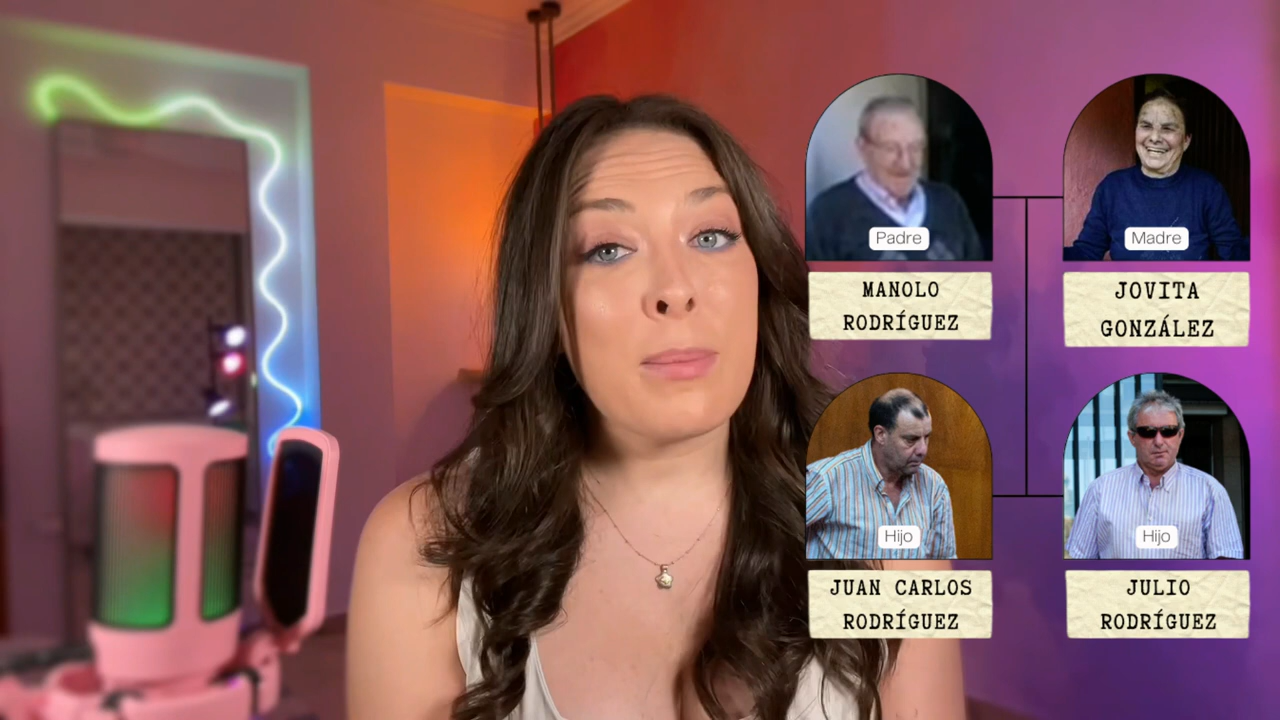 Padre
MANOLO
RODRÍGUEZ
Madre
JOVITA
GONZÁLEZ
Hijo
JUAN CARLOS
RODRÍGUEZ
Hijo
JULIO
RODRÍGUEZ